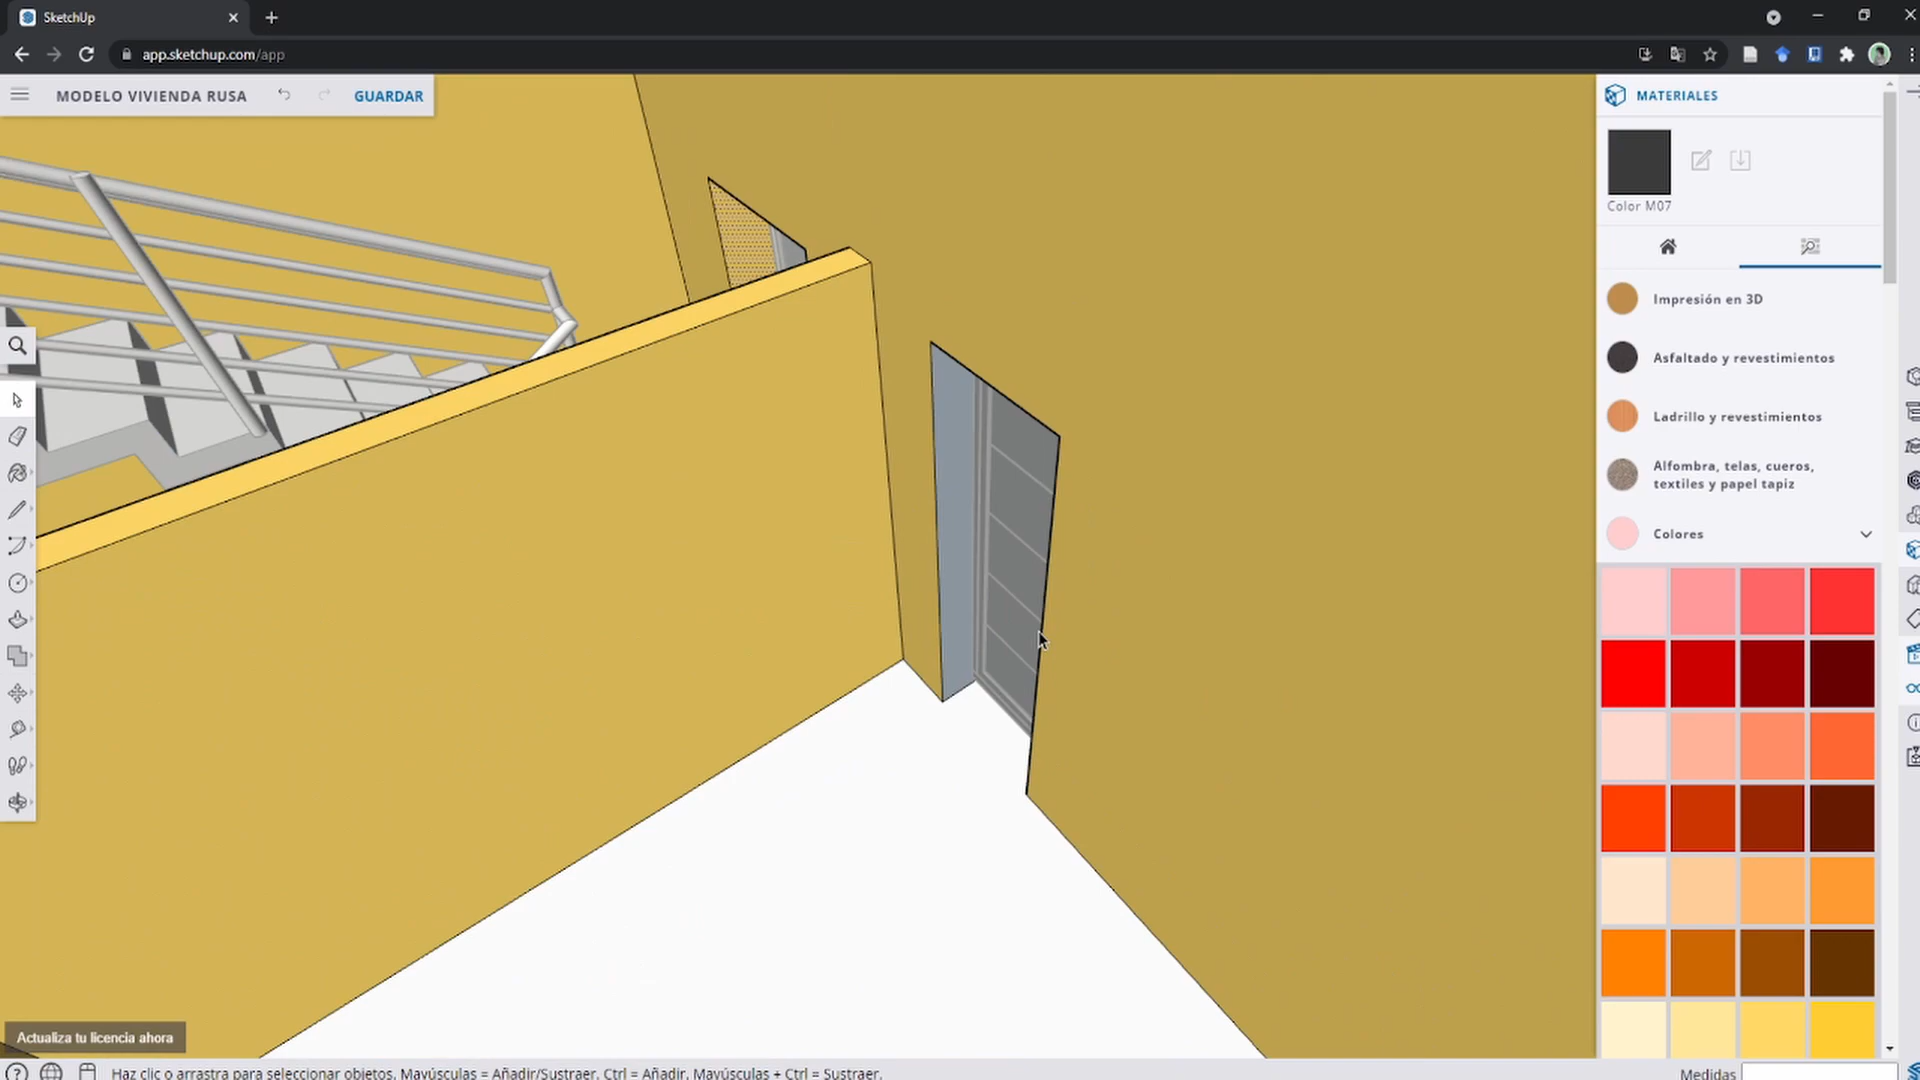 SketchUp
app.sketchup.com/app
MODELO VIVIENDA RUSA
GUARDAR
MATERIALES
Color M07
Impresión en 3D
Asfaltado y revestimientos
Ladrillo y revestimientos
Alfombra, telas, cueros,
textiles y papel tapiz
Colores
Actualiza tu licencia ahora
Haz clic o arrastra para seleccionar objetos. Mayúsculas = Añadir/Sustraer. Ctrl = Añadir. Mayúsculas + Ctrl = Sustraer.
Medidas